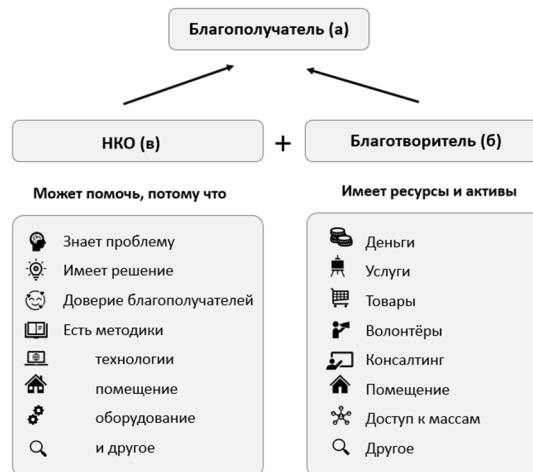 Благополучатель (а)
НКО (в)
+
Благотворитель (б)
Может помочь, потому что
Знает проблему
Имеет решение
Доверие благополучателей
Есть методики
технологии
помещение
оборудование
и другое
Имеет ресурсы и активы
Деньги
Услуги
Товары
Волонтёры
Консалтинг
Помещение
Доступ к массам
Другое